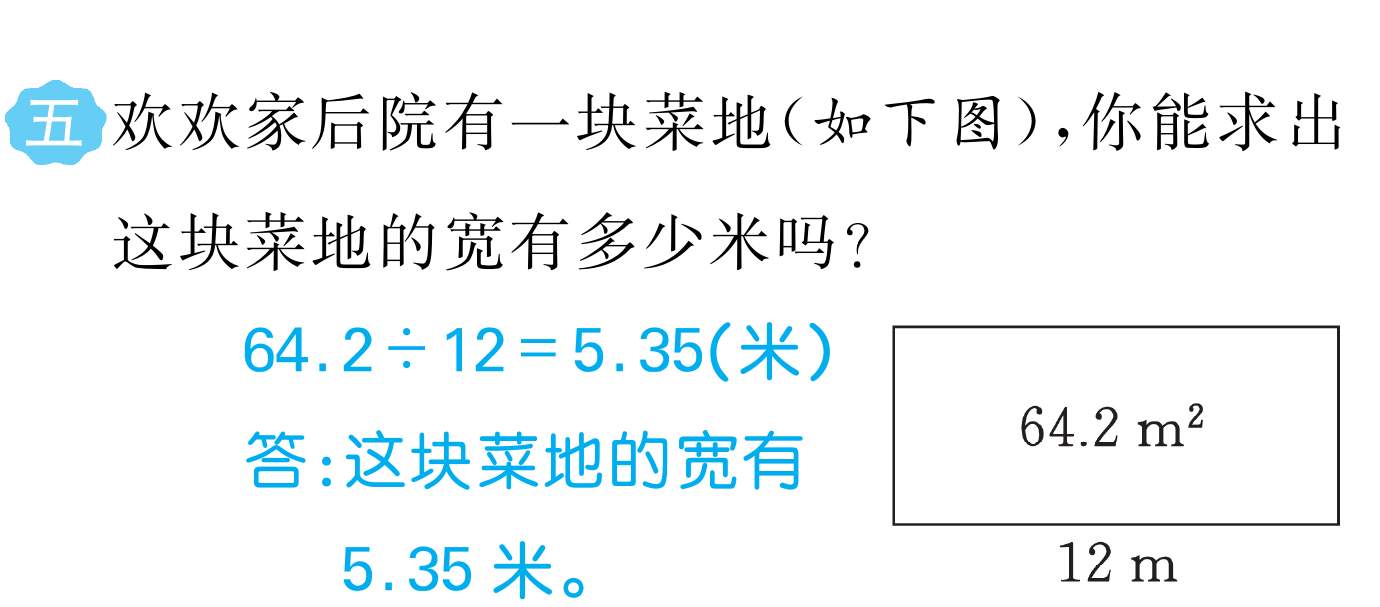 五 欢欢家后院有一块菜地(如下图),你能求出
这块菜地的宽有多少米吗?
64.2÷12=5.35(米)
答:这块菜地的宽有
5.35 米。
64.2 m²
12 m